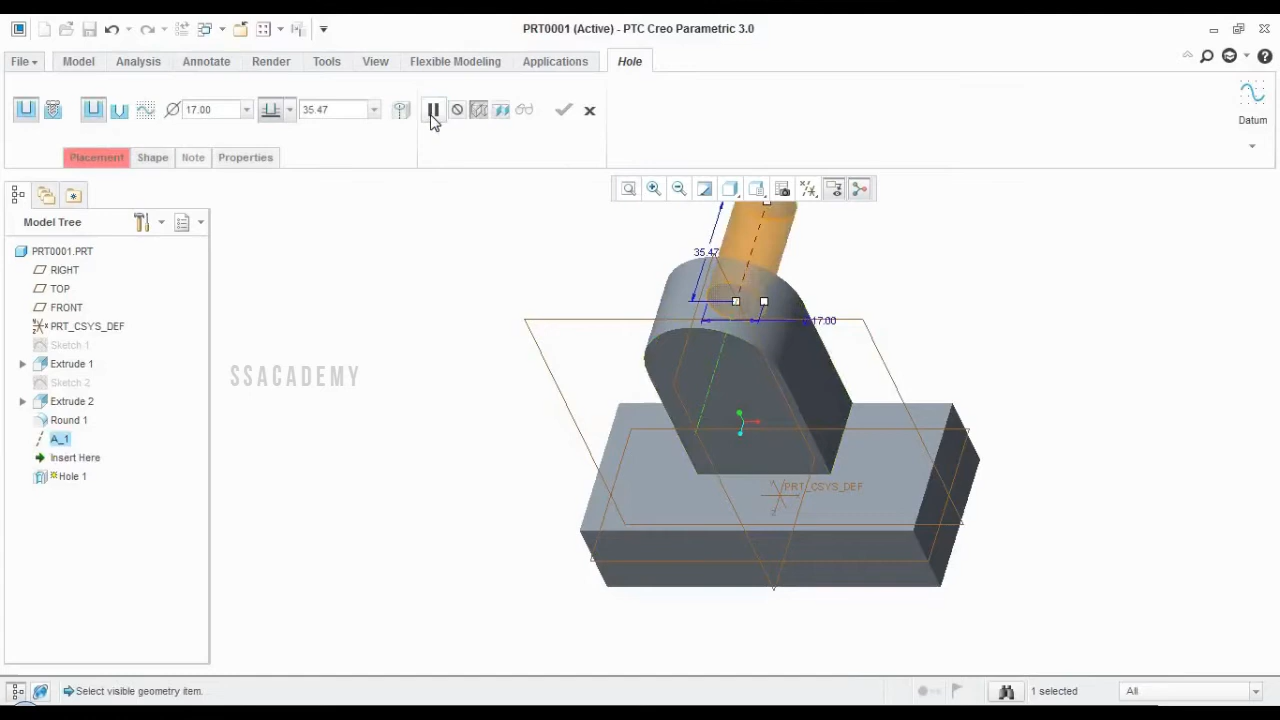 PRT0001 (Active) - PTC Creo Parametric 3.0
File Model Analysis Annotate Render Tools View Flexible Modeling Applications Hole
17.00 35.47
Datum
Placement Shape Note Properties
Model Tree
PRT0001.PRT
RIGHT
TOP
FRONT
PRT_CSYS_DEF
Sketch 1
Extrude 1
Sketch 2
Extrude 2
Round 1
A_1
Insert Here
Hole 1
35.47
17.00
SSACADEMY
PRT_CSYS_DEF
Select visible geometry item.
1 selected
All